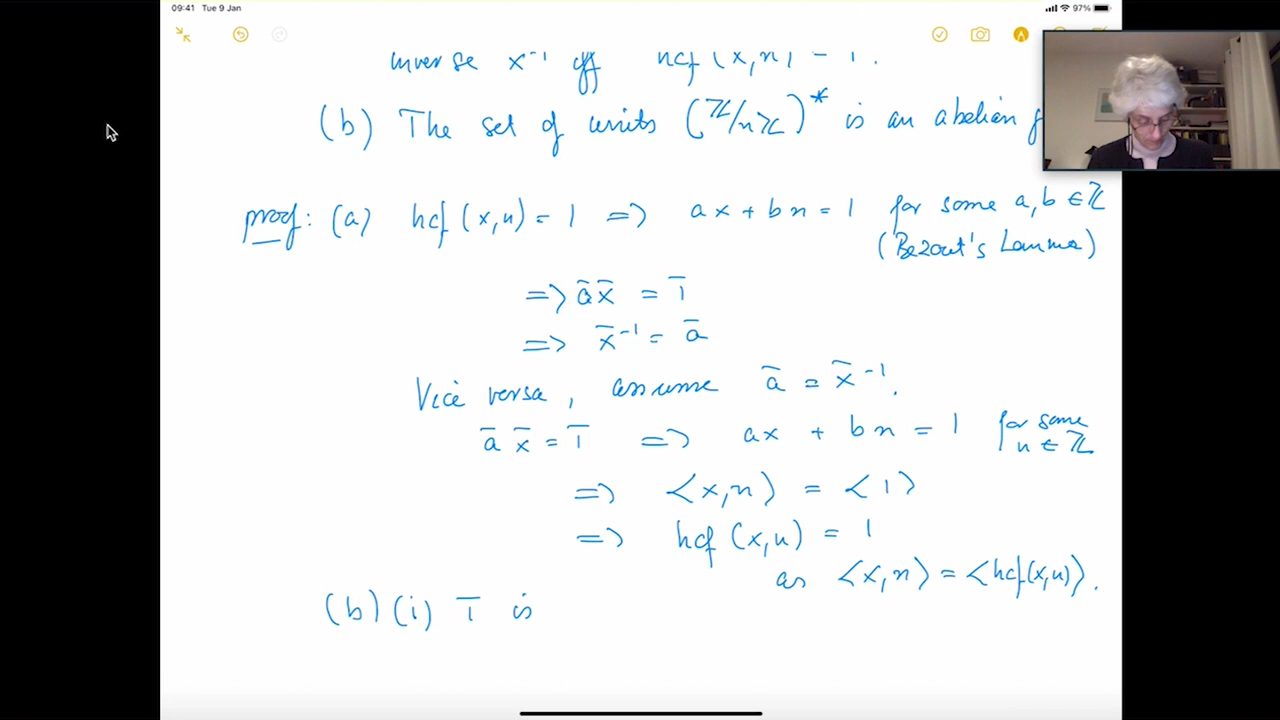 09:41 Tue 9 Jan 97%
inverse x⁻¹ iff hcf(x,n) = 1.
(b) The set of units (ℤ/nℤ)* is an abelian
proof: (a) hcf(x,n) = 1 => ax + bn = 1 for some a, b ∈ ℤ
(Bezout's Lemma)
=> a̅ x̅ = 1̅
=> x̅⁻¹ = a̅
Vice versa, assume a̅ = x̅⁻¹.
a̅ x̅ = 1̅ => ax + bn = 1 for some n ∈ ℤ
=> <x,n> = <1>
=> hcf(x,n) = 1
as <x,n> = <hcf(x,n)>.
(b) (i) 1̅ is